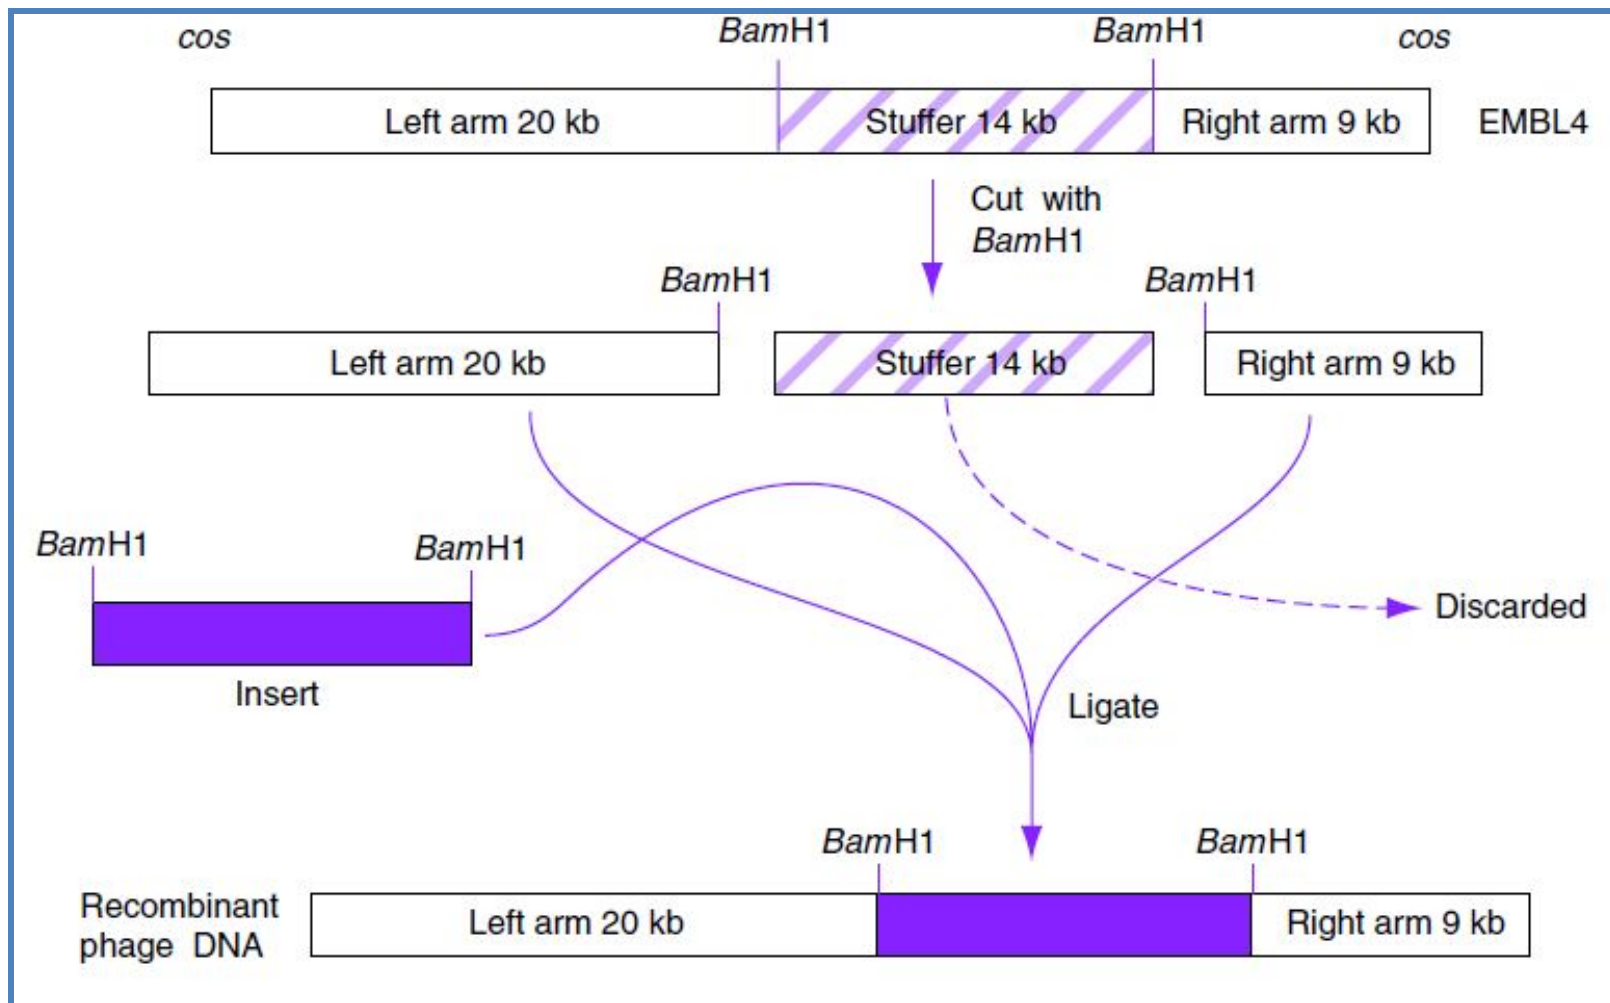 cos
BamH1
BamH1
cos
Left arm 20 kb
Stuffer 14 kb
Right arm 9 kb
EMBL4
Cut with
BamH1
BamH1
BamH1
Left arm 20 kb
Stuffer 14 kb
Right arm 9 kb
BamH1
BamH1
Discarded
Insert
Ligate
BamH1
BamH1
Recombinant
phage DNA
Left arm 20 kb
Right arm 9 kb